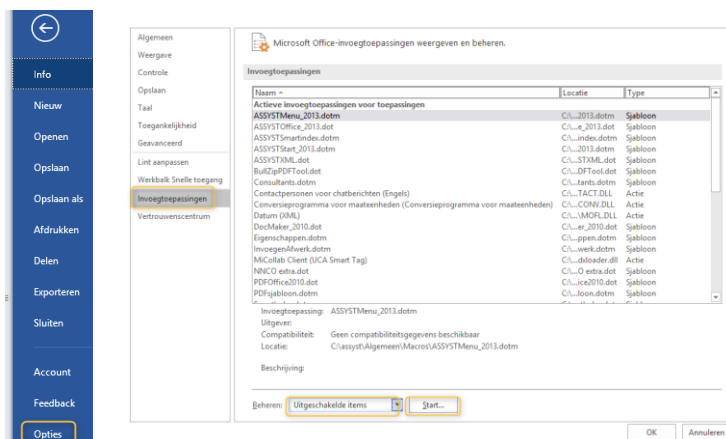 Info
Nieuw
Openen
Opslaan
Opslaan als
Afdrukken
Delen
Exporteren
Sluiten
Account
Feedback
Opties
Algemeen
Weergave
Controle
Opslaan
Taal
Toegankelijkheid
Geavanceerd
Lint aanpassen
Werkbalk Snelle toegang
Invoegtoepassingen
Vertrouwenscentrum
Microsoft Office-invoegtoepassingen weergeven en beheren.
Invoegtoepassingen
Naam Locatie Type
Actieve invoegtoepassingen voor toepassingen
ASSYSTMenu_2013.dotm C:\...2013.dotm Sjabloon
ASSYSTOffice_2013.dot C:\...e_2013.dot Sjabloon
ASSYSTSmartindex.dotm C:\...index.dotm Sjabloon
ASSYSTStart_2013.dotm C:\...2013.dotm Sjabloon
ASSYSTXML.dot C:\...STXML.dot Sjabloon
BullZipPDFTool.dot C:\...DFTool.dot Sjabloon
Consultants.dotm C:\...tants.dotm Sjabloon
Contactpersonen voor chatberichten (Engels) C:\...TACT.DLL Actie
Conversieprogramma voor maateenheden (Conversieprogramma voor maateenheden) C:\...CONV.DLL Actie
Datum (XML) C:\...\MOFL.DLL Actie
DocMaker_2010.dot C:\...er_2010.dot Sjabloon
Eigenschappen.dotm C:\...ppen.dotm Sjabloon
InvoegenAfwerk.dotm C:\...werk.dotm Sjabloon
MiCollab Client (UCA Smart Tag) C:\...dxloader.dll Actie
NNCO extra.dot C:\...O extra.dot Sjabloon
PDFOffice2010.dot C:\...ice2010.dot Sjabloon
PDFsjabloon.dotm C:\...loon.dotm Sjabloon
Invoegtoepassing: ASSYSTMenu_2013.dotm
Uitgever:
Compatibiliteit: Geen compatibiliteitsgegevens beschikbaar
Locatie: C:\assyst\Algemeen\Macros\ASSYSTMenu_2013.dotm
Beschrijving:
Beheren: Uitgeschakelde items Start...
OK Annuleren